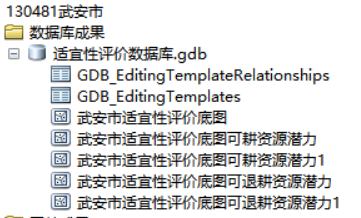 130481武安市
数据库成果
适宜性评价数据库.gdb
GDB_EditingTemplateRelationships
GDB_EditingTemplates
武安市适宜性评价底图
武安市适宜性评价底图可耕资源潜力
武安市适宜性评价底图可耕资源潜力1
武安市适宜性评价底图可退耕资源潜力
武安市适宜性评价底图可退耕资源潜力1